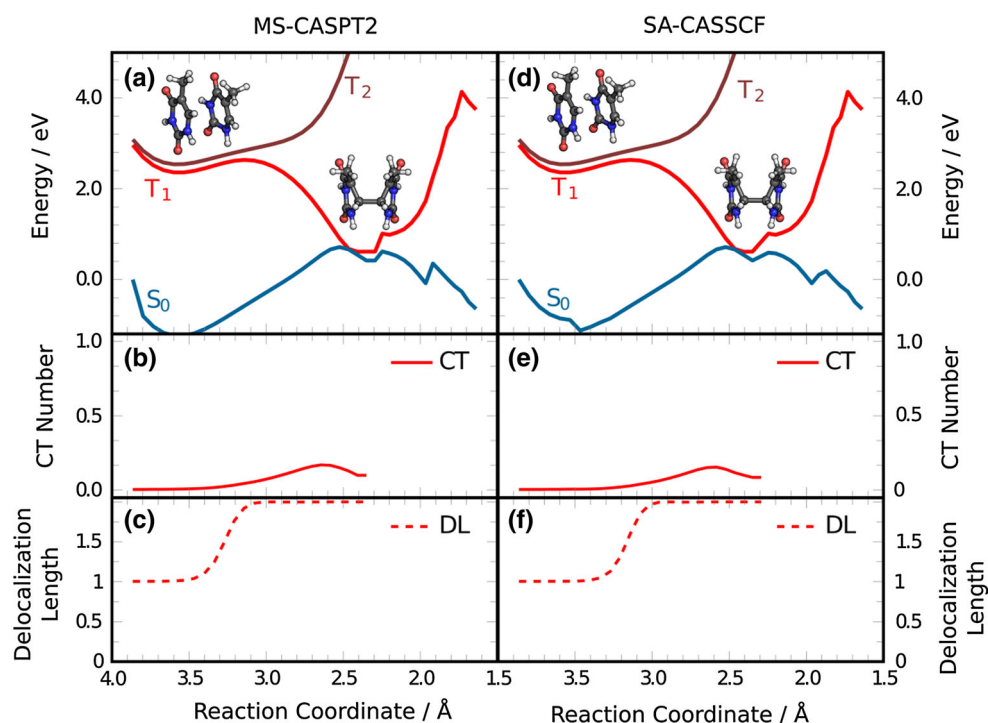 MS-CASPT2
SA-CASSCF
(a)
T2
T1
S0
4.0
2.0
0.0
Energy / eV
(d)
T2
T1
S0
4.0
2.0
0.0
Energy / eV
(b)
CT
1.0
0.5
0.0
CT Number
(e)
CT
1.0
0.5
0
CT Number
(c)
DL
1.5
1
0.5
0
Delocalization
Length
(f)
DL
1.5
1
0.5
0
Delocalization
Length
4.0 3.5 3.0 2.5 2.0 1.5 3.5 3.0 2.5 2.0 1.5
Reaction Coordinate / Å
Reaction Coordinate / Å